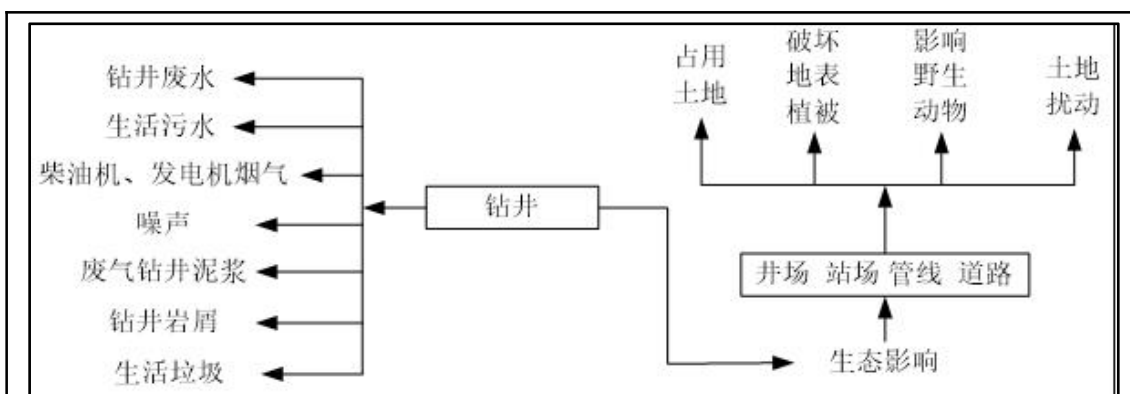 钻井废水
生活污水
柴油机、发电机烟气
噪声
废气钻井泥浆
钻井岩屑
生活垃圾
钻井
占用
土地
破坏
地表
植被
影响
野生
动物
土地
扰动
井场 站场 管线 道路
生态影响